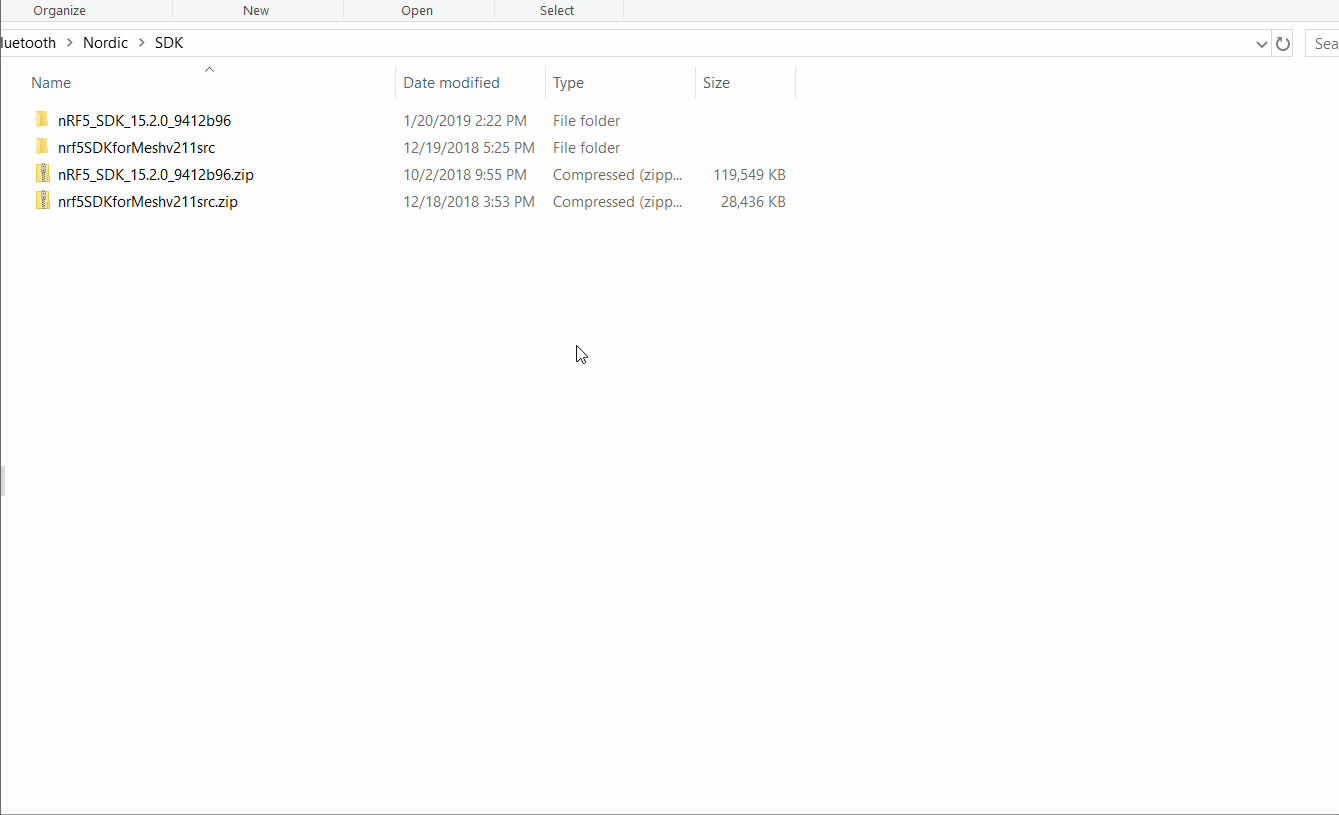 Organize New Open Select
luetooth > Nordic > SDK Sea
Name Date modified Type Size
nRF5_SDK_15.2.0_9412b96 1/20/2019 2:22 PM File folder
nrf5SDKforMeshv211src 12/19/2018 5:25 PM File folder
nRF5_SDK_15.2.0_9412b96.zip 10/2/2018 9:55 PM Compressed (zipp... 119,549 KB
nrf5SDKforMeshv211src.zip 12/18/2018 3:53 PM Compressed (zipp... 28,436 KB